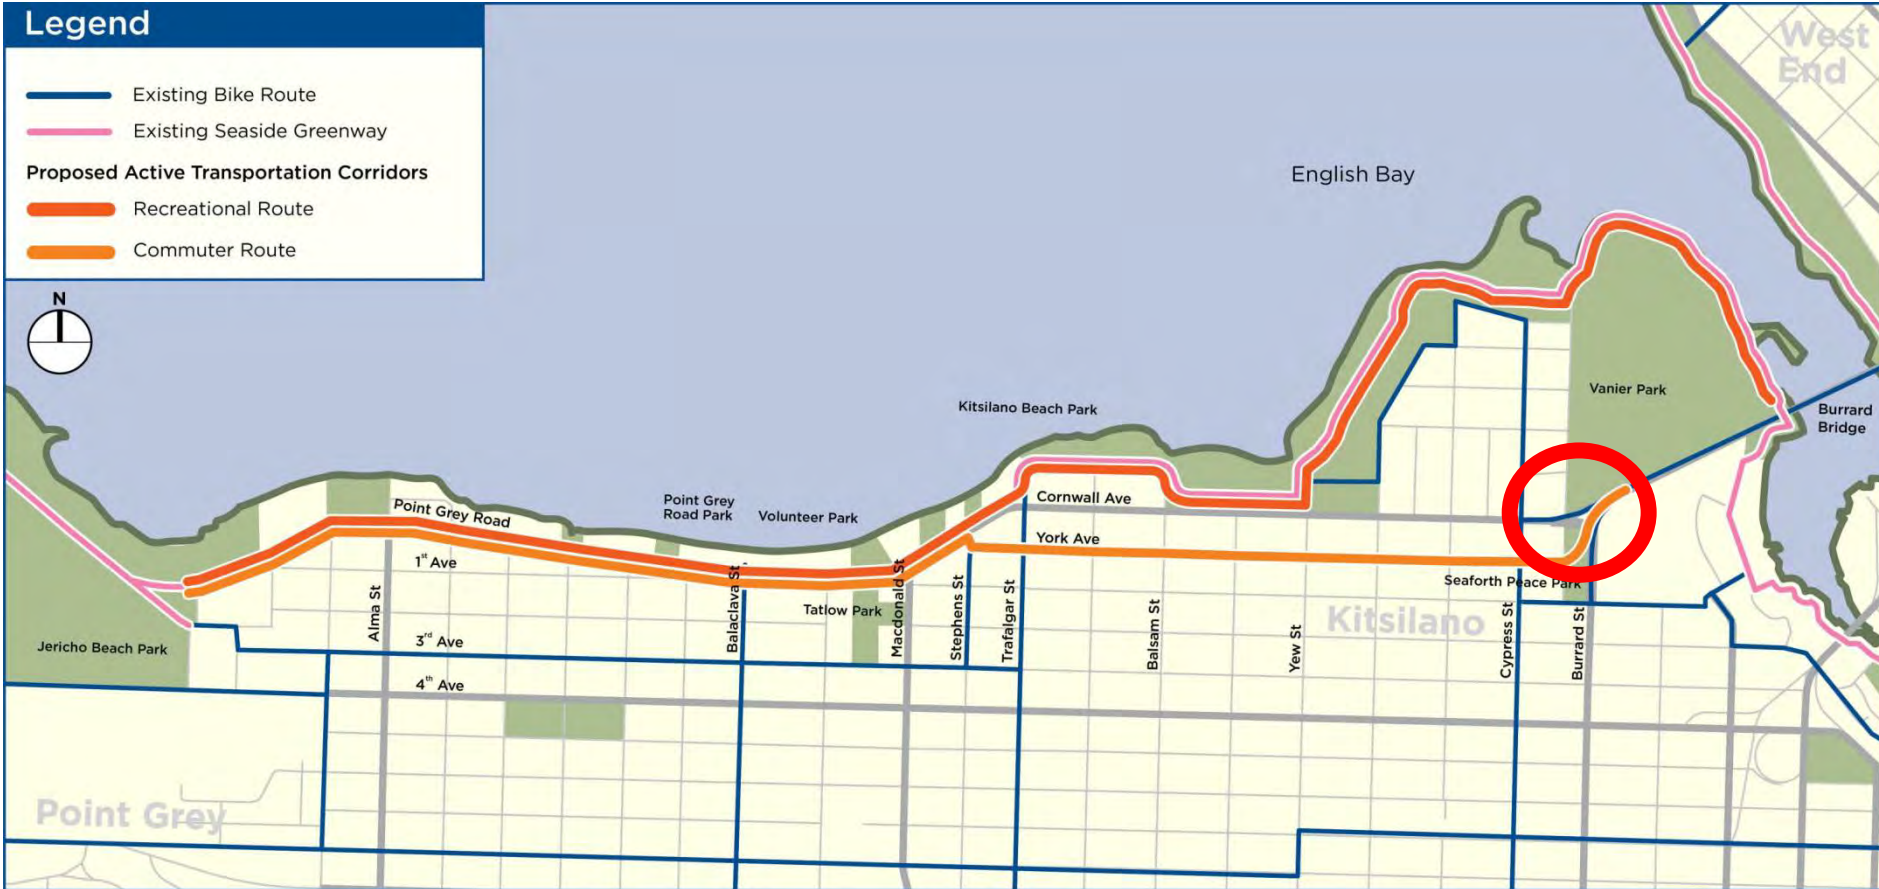 Legend
Existing Bike Route
Existing Seaside Greenway
Proposed Active Transportation Corridors
Recreational Route
Commuter Route
N
West
End
English Bay
Vanier Park
Burrard
Bridge
Kitsilano Beach Park
Point Grey
Road Park
Volunteer Park
Point Grey Road
Cornwall Ave
York Ave
1st Ave
Seaforth Peace Park
Tatlow Park
Kitsilano
Alma St
Balaclava St
Macdonald St
Stephens St
Trafalgar St
Balsam St
Yew St
Cypress St
Burrard St
3rd Ave
Jericho Beach Park
4th Ave
Point Grey